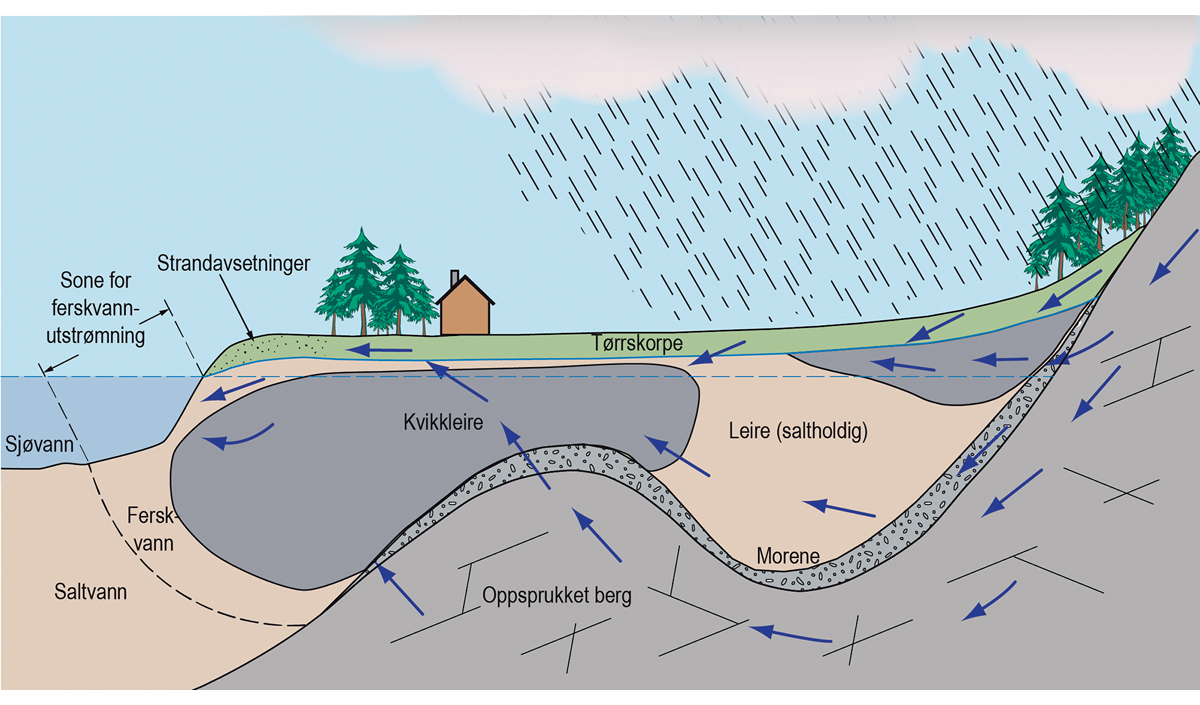 Strandavsetninger
Sone for
ferskvann-
utstrømning
Tørrskorpe
Sjøvann
Kvikkleire
Leire (saltholdig)
Fersk-
vann
Morene
Saltvann
Oppsprukket berg